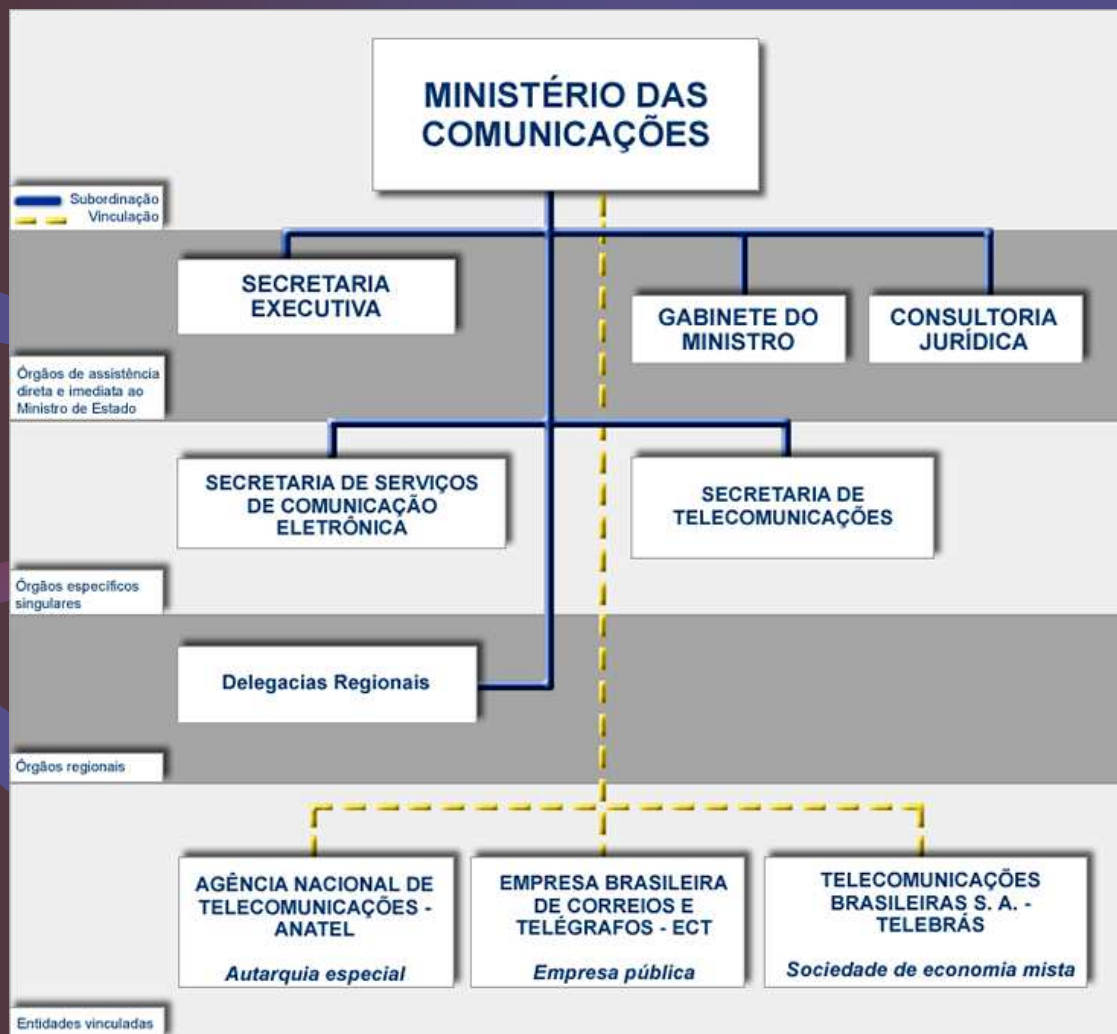 MINISTÉRIO DAS
COMUNICAÇÕES
Subordinação
Vinculação
SECRETARIA
EXECUTIVA
GABINETE DO
MINISTRO
CONSULTORIA
JURÍDICA
Órgãos de assistência
direta e imediata ao
Ministro de Estado
SECRETARIA DE SERVIÇOS
DE COMUNICAÇÃO
ELETRÔNICA
SECRETARIA DE
TELECOMUNICAÇÕES
Órgãos específicos
singulares
Delegacias Regionais
Órgãos regionais
AGÊNCIA NACIONAL DE
TELECOMUNICAÇÕES -
ANATEL
Autarquia especial
EMPRESA BRASILEIRA
DE CORREIOS E
TELÉGRAFOS - ECT
Empresa pública
TELECOMUNICAÇÕES
BRASILEIRAS S. A. -
TELEBRÁS
Sociedade de economia mista
Entidades vinculadas